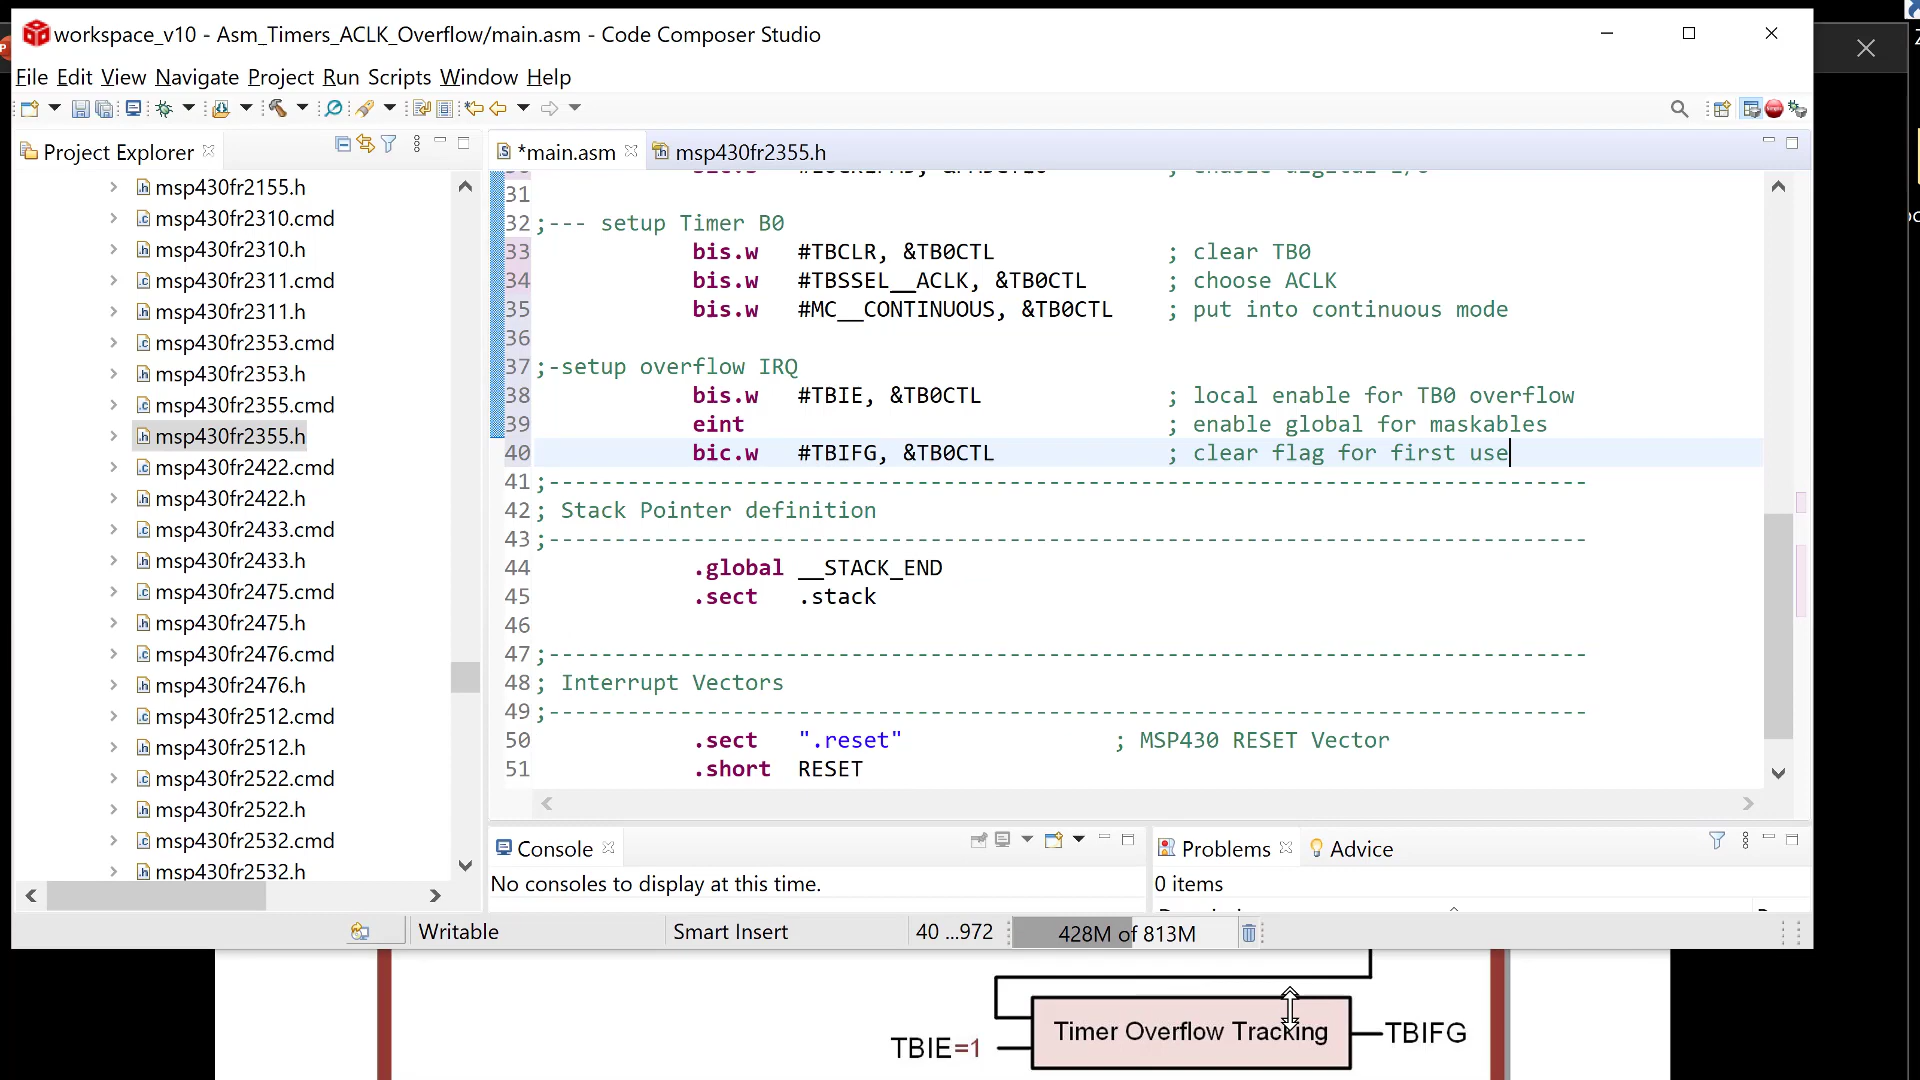 workspace_v10 - Asm_Timers_ACLK_Overflow/main.asm - Code Composer Studio
File Edit View Navigate Project Run Scripts Window Help
Project Explorer
*main.asm
msp430fr2355.h
msp430fr2155.h
msp430fr2310.cmd
msp430fr2310.h
msp430fr2311.cmd
msp430fr2311.h
msp430fr2353.cmd
msp430fr2353.h
msp430fr2355.cmd
msp430fr2355.h
msp430fr2422.cmd
msp430fr2422.h
msp430fr2433.cmd
msp430fr2433.h
msp430fr2475.cmd
msp430fr2475.h
msp430fr2476.cmd
msp430fr2476.h
msp430fr2512.cmd
msp430fr2512.h
msp430fr2522.cmd
msp430fr2522.h
msp430fr2532.cmd
msp430fr2532.h
31
32 ;--- setup Timer B0
33 bis.w #TBCLR, &TB0CTL ; clear TB0
34 bis.w #TBSSEL__ACLK, &TB0CTL ; choose ACLK
35 bis.w #MC__CONTINUOUS, &TB0CTL ; put into continuous mode
36
37 ;-setup overflow IRQ
38 bis.w #TBIE, &TB0CTL ; local enable for TB0 overflow
39 eint ; enable global for maskables
40 bic.w #TBIFG, &TB0CTL ; clear flag for first use
41 ;-------------------------------------------------------------------------------
42 ; Stack Pointer definition
43 ;-------------------------------------------------------------------------------
44 .global __STACK_END
45 .sect .stack
46
47 ;-------------------------------------------------------------------------------
48 ; Interrupt Vectors
49 ;-------------------------------------------------------------------------------
50 .sect ".reset" ; MSP430 RESET Vector
51 .short RESET
Console
No consoles to display at this time.
Problems
Advice
0 items
Writable
Smart Insert
40 ...972
428M of 813M
TBIE=1
Timer Overflow Tracking
TBIFG